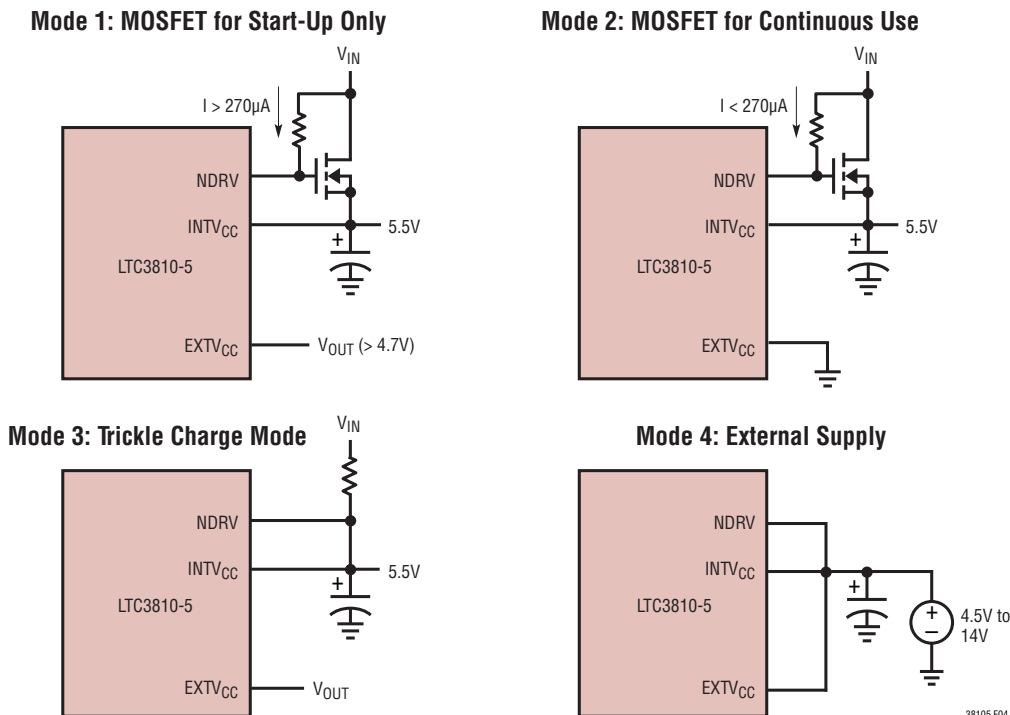 Mode 1: MOSFET for Start-Up Only
VIN
I > 270µA
NDRV
INTVCC
5.5V
+
LTC3810-5
EXTVCC
VOUT (> 4.7V)
Mode 2: MOSFET for Continuous Use
VIN
I < 270µA
NDRV
INTVCC
5.5V
+
LTC3810-5
EXTVCC
Mode 3: Trickle Charge Mode
VIN
NDRV
INTVCC
5.5V
+
LTC3810-5
EXTVCC
VOUT
Mode 4: External Supply
NDRV
INTVCC
+
LTC3810-5
+
–
4.5V to
14V
EXTVCC
38105 F04